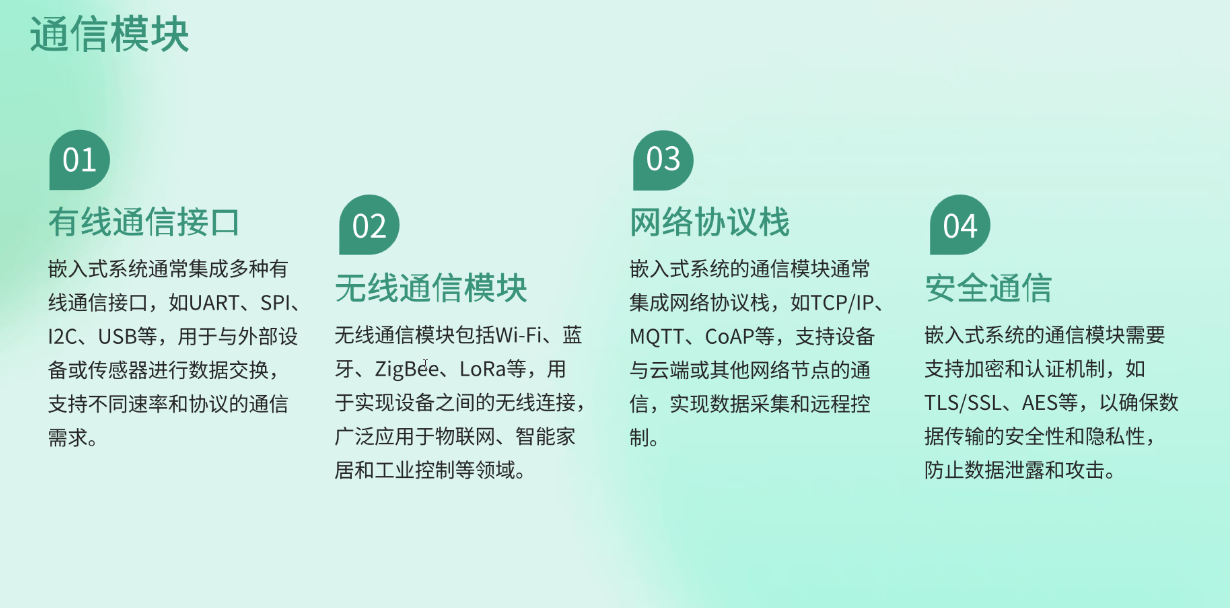 通信模块
01
有线通信接口
嵌入式系统通常集成多种有
线通信接口，如UART、SPI、
I2C、USB等，用于与外部设
备或传感器进行数据交换，
支持不同速率和协议的通信
需求。
02
无线通信模块
无线通信模块包括Wi-Fi、蓝
牙、ZigBee、LoRa等，用
于实现设备之间的无线连接，
广泛应用于物联网、智能家
居和工业控制等领域。
03
网络协议栈
嵌入式系统的通信模块通常
集成网络协议栈，如TCP/IP、
MQTT、CoAP等，支持设备
与云端或其他网络节点的通
信，实现数据采集和远程控
制。
04
安全通信
嵌入式系统的通信模块需要
支持加密和认证机制，如
TLS/SSL、AES等，以确保数
据传输的安全性和隐私性，
防止数据泄露和攻击。